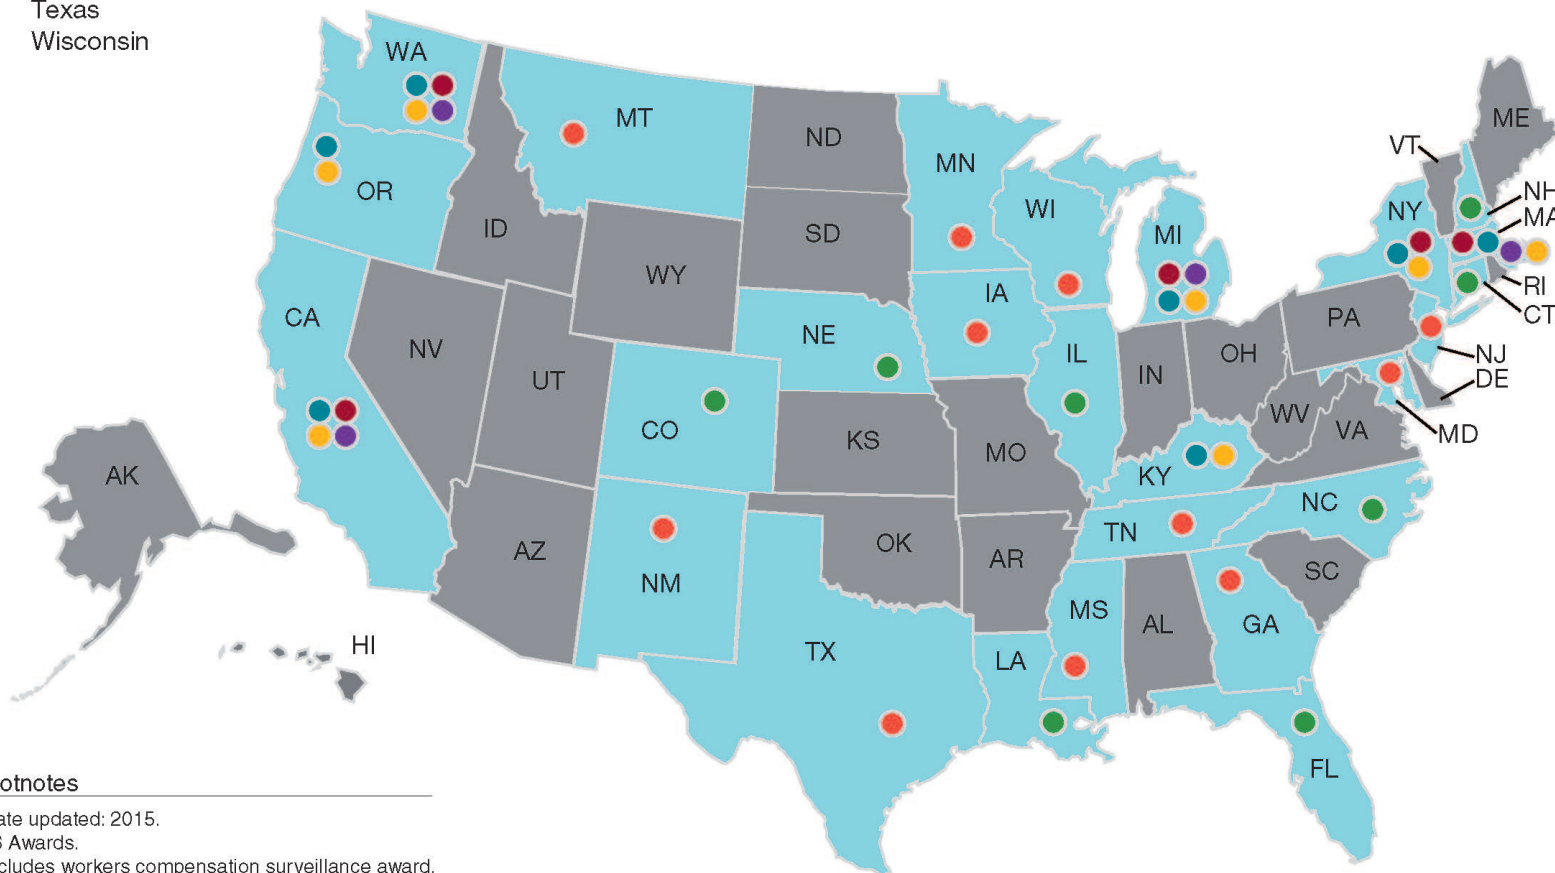 Texas
Wisconsin
WA
MT
ND
MN
ME
VT
OR
ID
SD
WI
MI
NY
NH
MA
WY
IA
RI
CT
CA
NV
NE
IL
PA
NJ
UT
IN
OH
DE
CO
KS
MO
WV
VA
MD
AK
KY
NC
AZ
NM
OK
AR
TN
SC
HI
TX
LA
MS
AL
GA
FL
otnotes
ate updated: 2015.
Awards.
cludes workers compensation surveillance award.